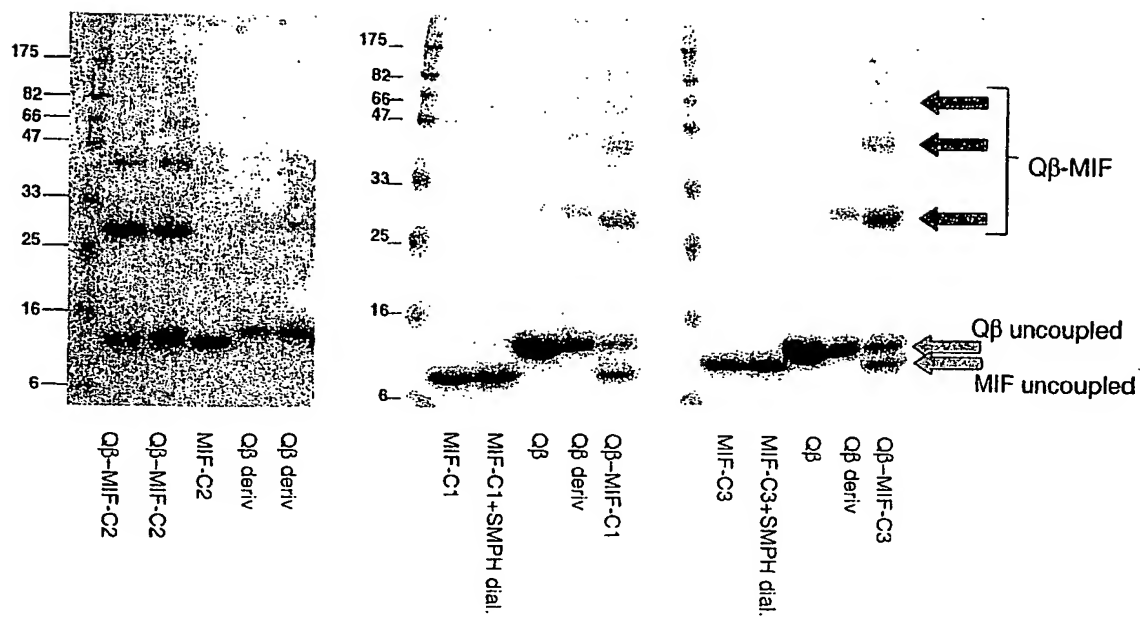 175
82
66
47
33
25
16
6
Qβ–MIF-C2
Qβ–MIF-C2
MIF-C2
Qβ deriv
Qβ deriv
175
82
66
47
33
25
16
6
MIF-C1
MIF-C1+SMPH dial.
Qβ
Qβ deriv
Qβ–MIF-C1
MIF-C3
MIF-C3+SMPH dial.
Qβ
Qβ deriv
Qβ–MIF-C3
Qβ-MIF
Qβ uncoupled
MIF uncoupled